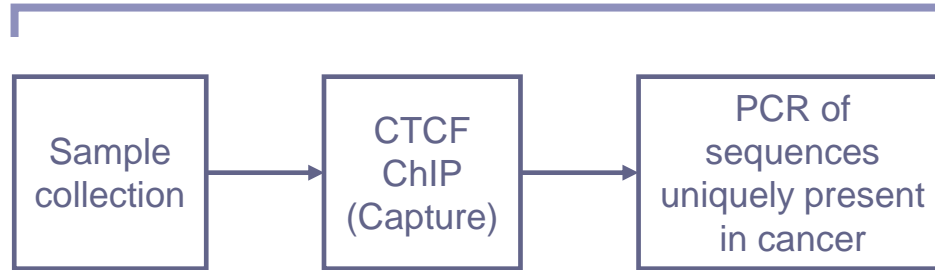 Sample
collection
CTCF
ChIP
(Capture)
PCR of
sequences
uniquely present
in cancer